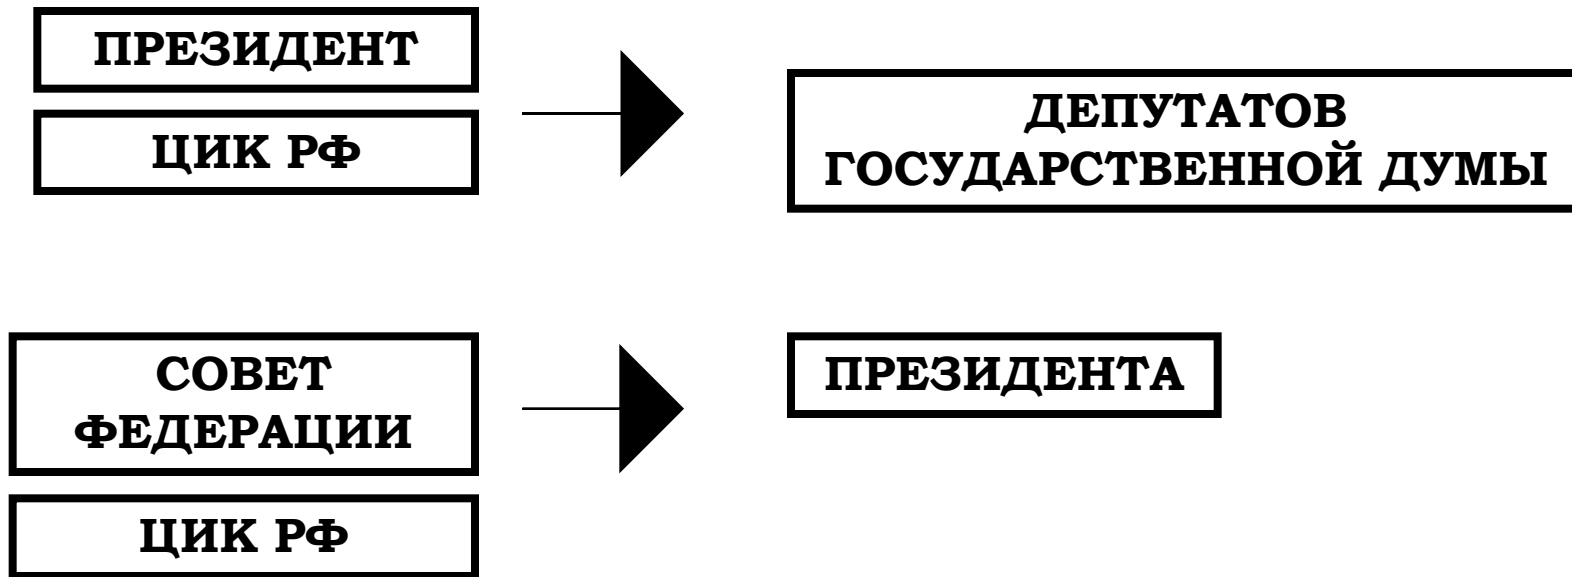 ПРЕЗИДЕНТ
ЦИК РФ
ДЕПУТАТОВ
ГОСУДАРСТВЕННОЙ ДУМЫ
СОВЕТ
ФЕДЕРАЦИИ
ЦИК РФ
ПРЕЗИДЕНТА